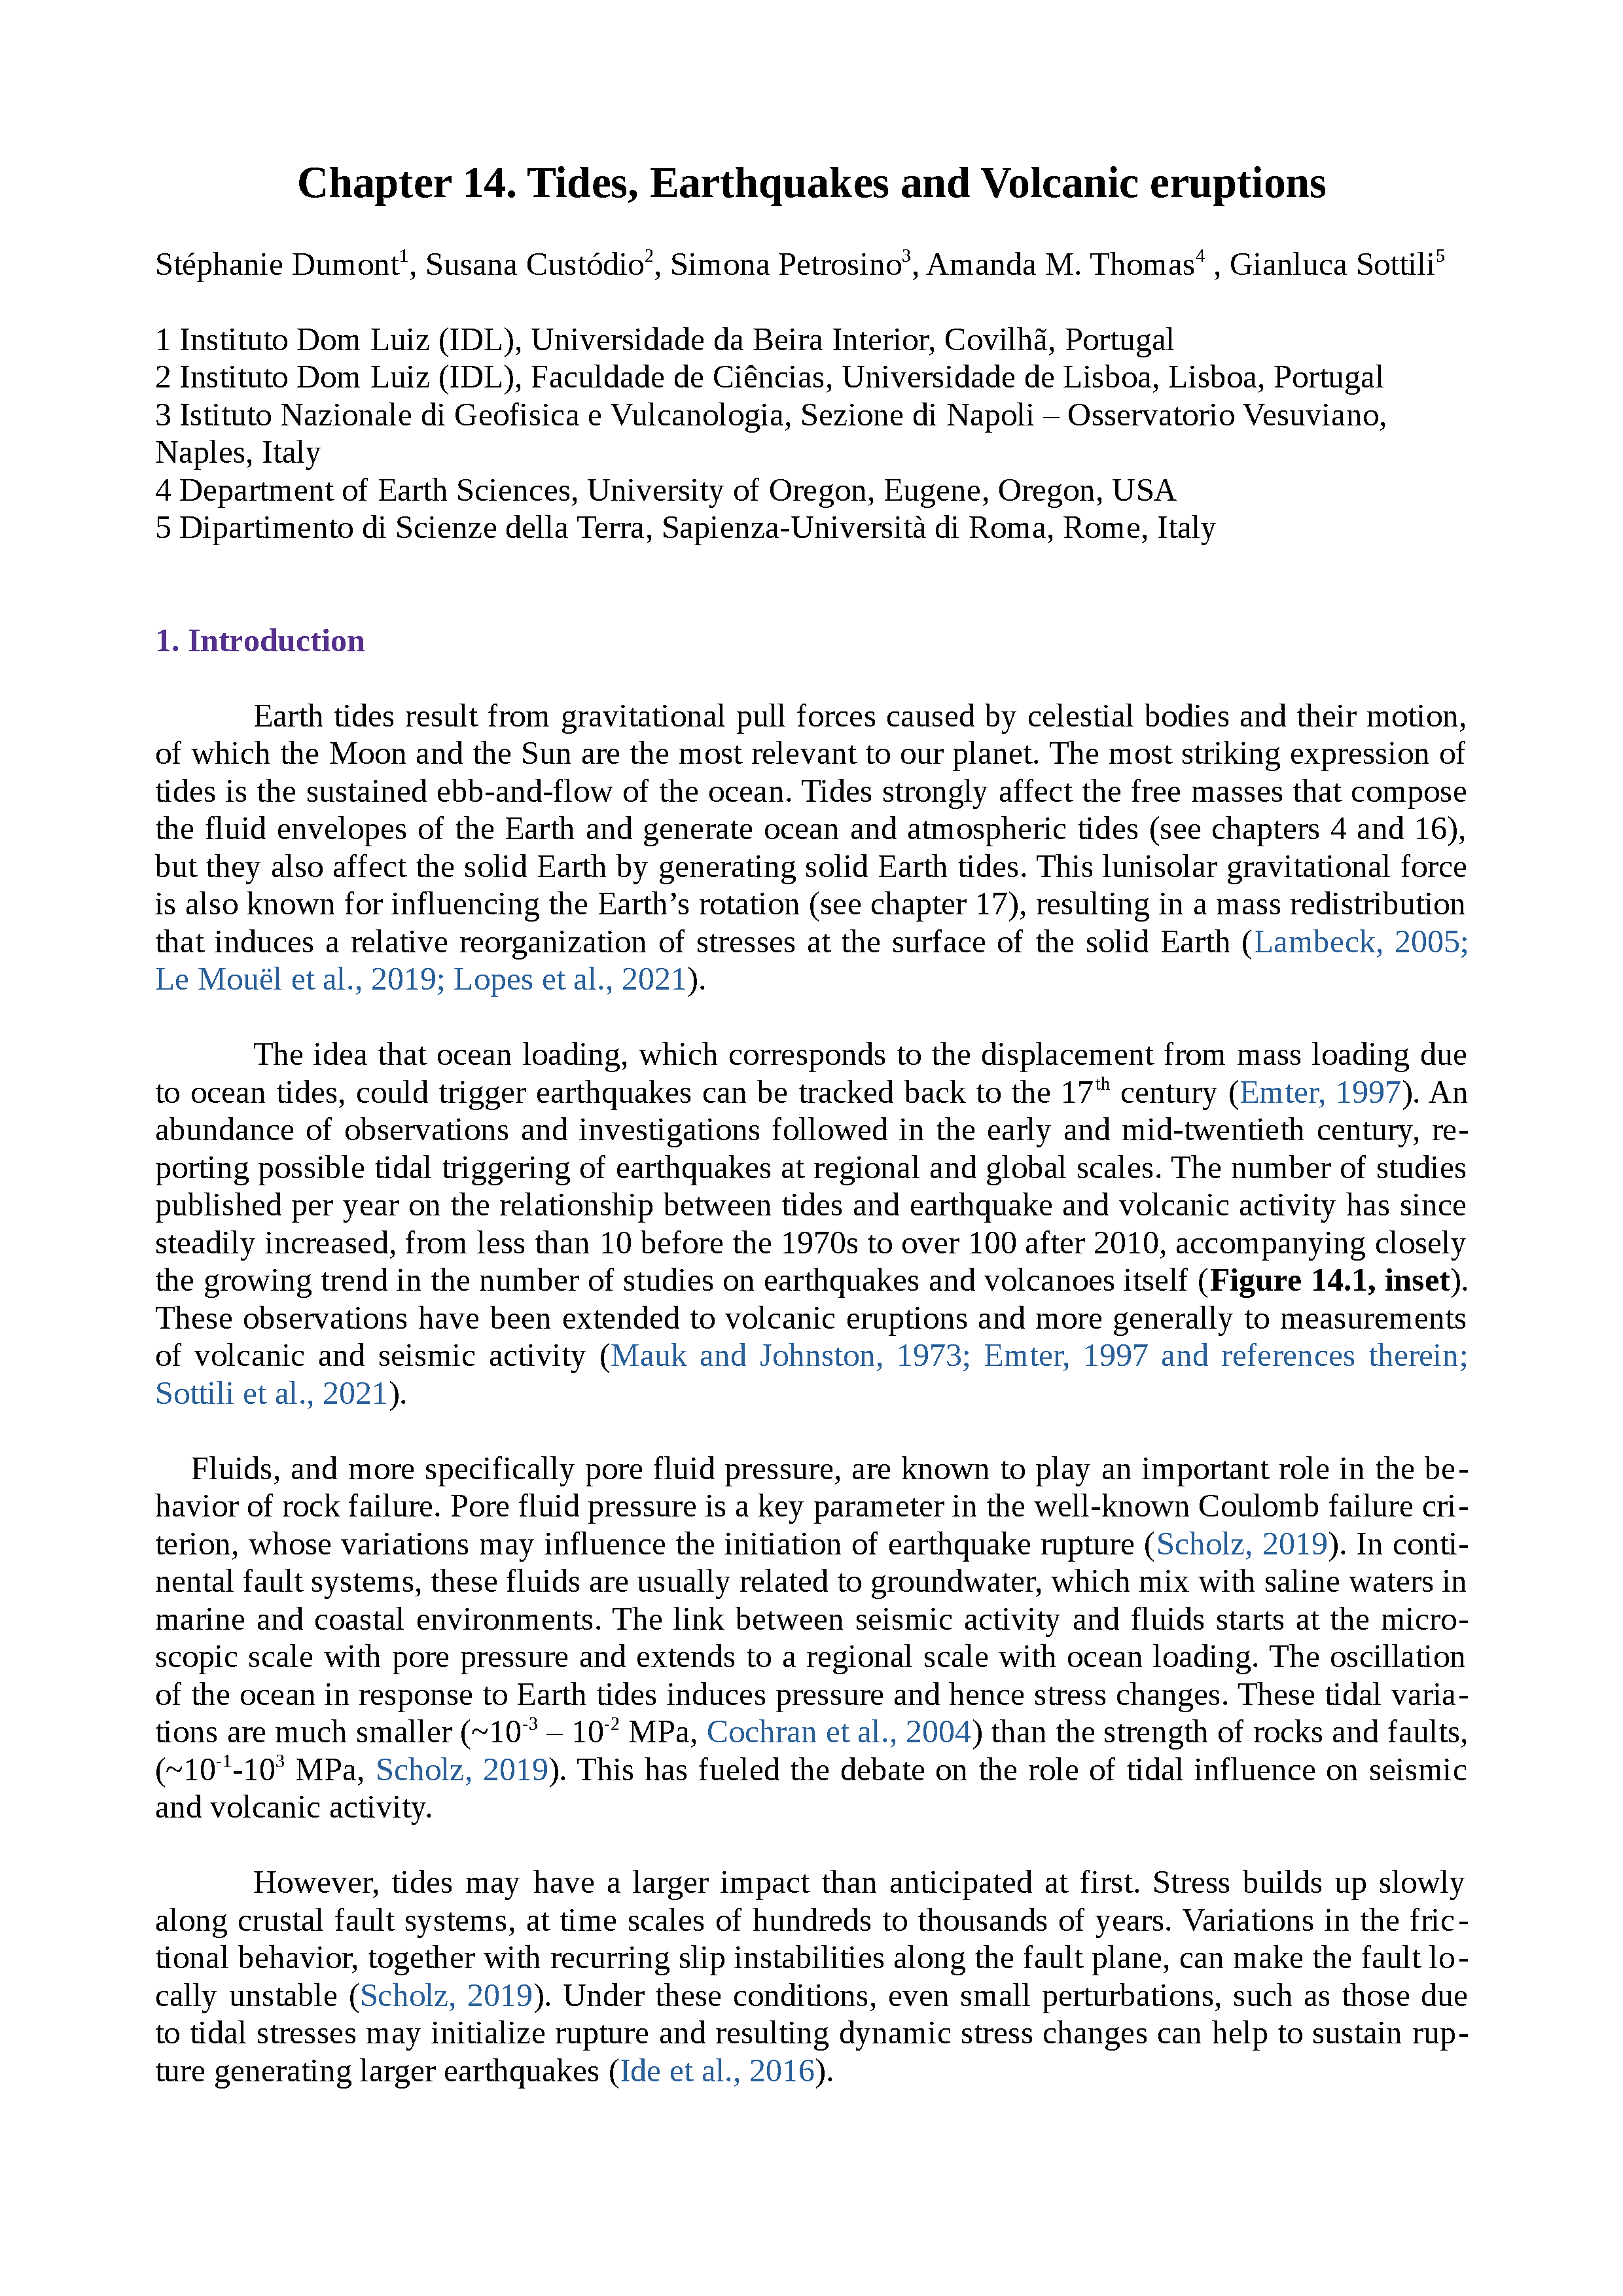 Chapter 14. Tides, Earthquakes and Volcanic eruptions
Stéphanie Dumont1, Susana Custódio2, Simona Petrosino3, Amanda M. Thomas4 , Gianluca Sottili5
1 Instituto Dom Luiz (IDL), Universidade da Beira Interior, Covilhã, Portugal
2 Instituto Dom Luiz (IDL), Faculdade de Ciências, Universidade de Lisboa, Lisboa, Portugal
3 Istituto Nazionale di Geofisica e Vulcanologia, Sezione di Napoli – Osservatorio Vesuviano,
Naples, Italy
4 Department of Earth Sciences, University of Oregon, Eugene, Oregon, USA
5 Dipartimento di Scienze della Terra, Sapienza-Università di Roma, Rome, Italy
1. Introduction
Earth tides result from gravitational pull forces caused by celestial bodies and their motion,
of which the Moon and the Sun are the most relevant to our planet. The most striking expression of
tides is the sustained ebb-and-flow of the ocean. Tides strongly affect the free masses that compose
the fluid envelopes of the Earth and generate ocean and atmospheric tides (see chapters 4 and 16),
but they also affect the solid Earth by generating solid Earth tides. This lunisolar gravitational force
is also known for influencing the Earth’s rotation (see chapter 17), resulting in a mass redistribution
that induces a relative reorganization of stresses at the surface of the solid Earth (Lambeck, 2005;
Le Mouël et al., 2019; Lopes et al., 2021).
The idea that ocean loading, which corresponds to the displacement from mass loading due
to ocean tides, could trigger earthquakes can be tracked back to the 17th century (Emter, 1997). An
abundance of observations and investigations followed in the early and mid-twentieth century, re-
porting possible tidal triggering of earthquakes at regional and global scales. The number of studies
published per year on the relationship between tides and earthquake and volcanic activity has since
steadily increased, from less than 10 before the 1970s to over 100 after 2010, accompanying closely
the growing trend in the number of studies on earthquakes and volcanoes itself (Figure 14.1, inset).
These observations have been extended to volcanic eruptions and more generally to measurements
of volcanic and seismic activity (Mauk and Johnston, 1973; Emter, 1997 and references therein;
Sottili et al., 2021).
Fluids, and more specifically pore fluid pressure, are known to play an important role in the be-
havior of rock failure. Pore fluid pressure is a key parameter in the well-known Coulomb failure cri-
terion, whose variations may influence the initiation of earthquake rupture (Scholz, 2019). In conti-
nental fault systems, these fluids are usually related to groundwater, which mix with saline waters in
marine and coastal environments. The link between seismic activity and fluids starts at the micro-
scopic scale with pore pressure and extends to a regional scale with ocean loading. The oscillation
of the ocean in response to Earth tides induces pressure and hence stress changes. These tidal varia-
tions are much smaller (~10-3 – 10-2 MPa, Cochran et al., 2004) than the strength of rocks and faults,
(~10-1-103 MPa, Scholz, 2019). This has fueled the debate on the role of tidal influence on seismic
and volcanic activity.
However, tides may have a larger impact than anticipated at first. Stress builds up slowly
along crustal fault systems, at time scales of hundreds to thousands of years. Variations in the fric-
tional behavior, together with recurring slip instabilities along the fault plane, can make the fault lo-
cally unstable (Scholz, 2019). Under these conditions, even small perturbations, such as those due
to tidal stresses may initialize rupture and resulting dynamic stress changes can help to sustain rup-
ture generating larger earthquakes (Ide et al., 2016).